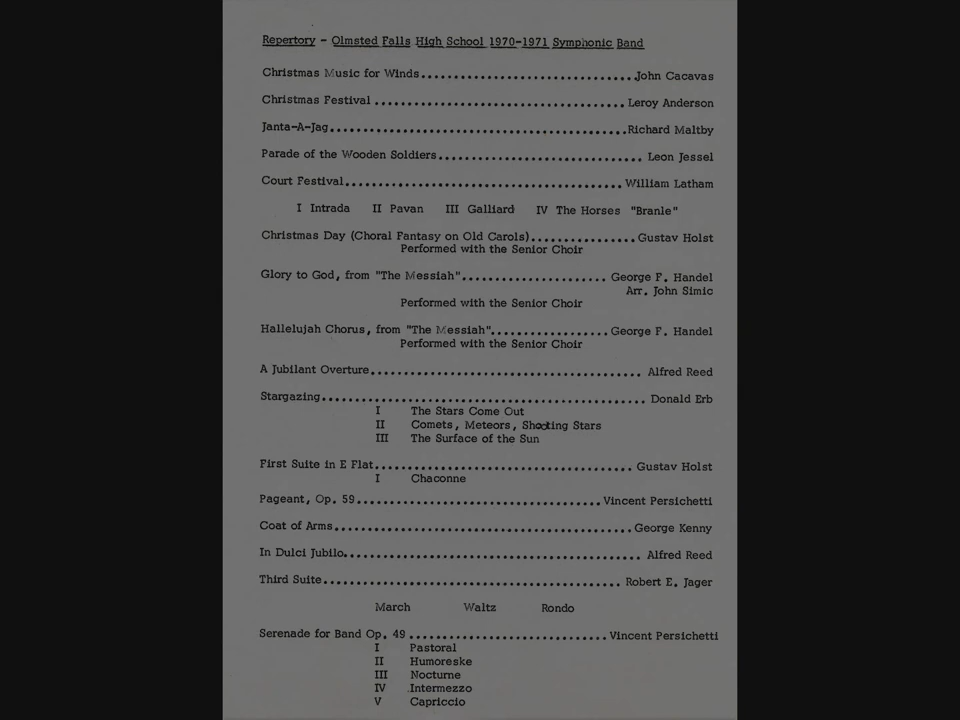 Repertory - Olmsted Falls High School 1970-1971 Symphonic Band
Christmas Music for Winds..............................John Cacavas
Christmas Festival ....................................Leroy Anderson
Janta-A-Jag............................................Richard Maltby
Parade of the Wooden Soldiers............................. Leon Jessel
Court Festival.........................................William Latham
I Intrada II Pavan III Galliard IV The Horses "Branle"
Christmas Day (Choral Fantasy on Old Carols)...............Gustav Holst
Performed with the Senior Choir
Glory to God, from "The Messiah"..................... George F. Handel
Arr. John Simic
Performed with the Senior Choir
Hallelujah Chorus, from "The Messiah".................George F. Handel
Performed with the Senior Choir
A Jubilant Overture....................................... Alfred Reed
Stargazing............................................... Donald Erb
I The Stars Come Out
II Comets, Meteors, Shooting Stars
III The Surface of the Sun
First Suite in E Flat..................................... Gustav Holst
I Chaconne
Pageant, Op. 59....................................Vincent Persichetti
Coat of Arms...........................................George Kenny
In Dulci Jubilo........................................... Alfred Reed
Third Suite............................................ Robert E. Jager
March Waltz Rondo
Serenade for Band Op. 49 .............................Vincent Persichetti
I Pastoral
II Humoreske
III Nocturne
IV Intermezzo
V Capriccio